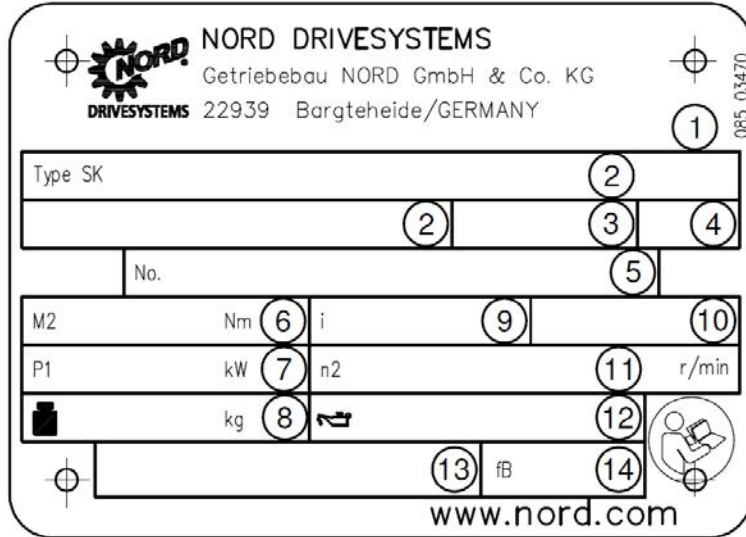 NORD DRIVESYSTEMS
NORD®
DRIVESYSTEMS
Getriebebau NORD GmbH & Co. KG
22939 Bargteheide/GERMANY
085 03470
1
Type SK 2
2 3 4
No. 5
M2 Nm 6 i 9 10
P1 kW 7 n2 11 r/min
kg 8 12
13 fB 14
www.nord.com